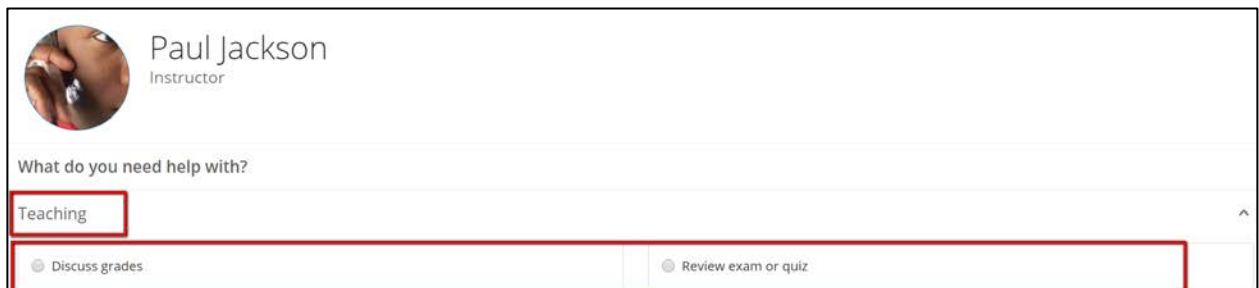 Paul Jackson
Instructor
What do you need help with?
Teaching
Discuss grades
Review exam or quiz